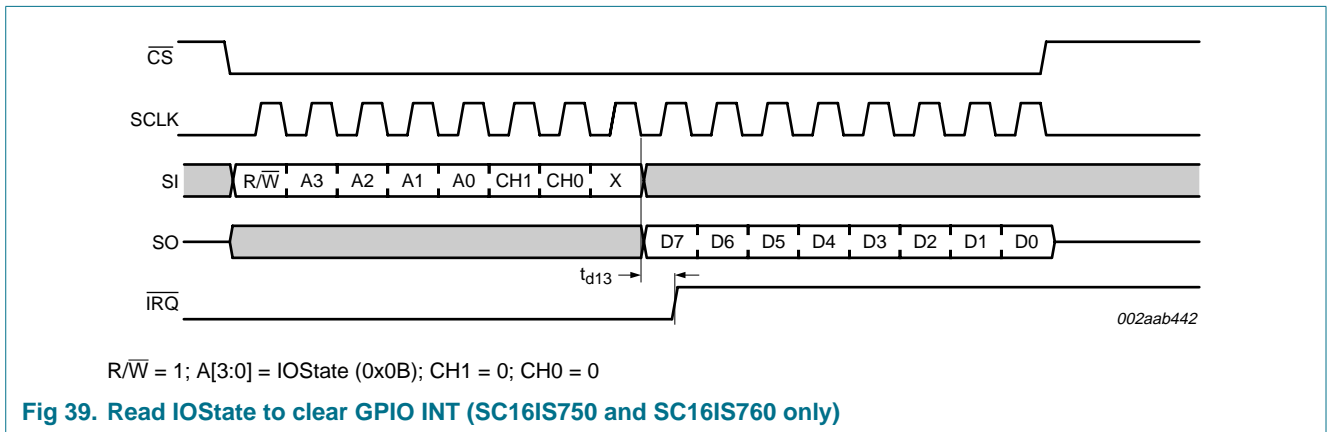 CS
SCLK
SI R/W A3 A2 A1 A0 CH1 CH0 X
SO D7 D6 D5 D4 D3 D2 D1 D0
td13
IRQ
002aab442
R/W = 1; A[3:0] = IOState (0x0B); CH1 = 0; CH0 = 0
Fig 39. Read IOState to clear GPIO INT (SC16IS750 and SC16IS760 only)